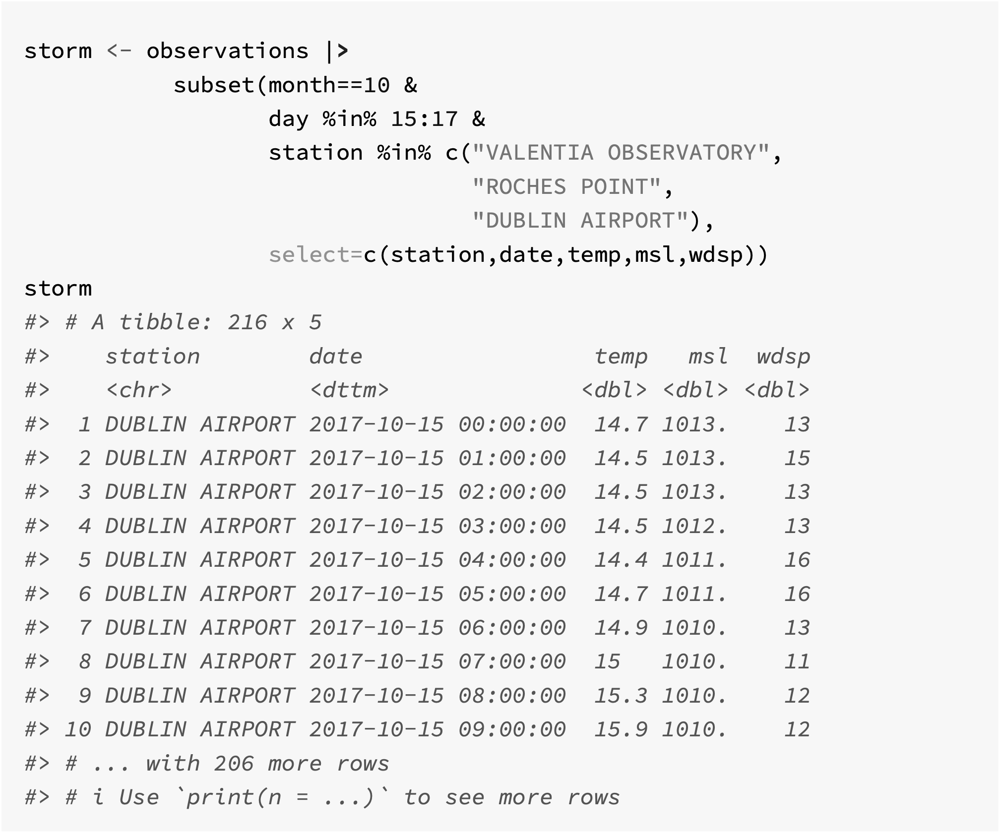 storm <- observations |>
           subset(month==10 &
                  day %in% 15:17 &
                  station %in% c("VALENTIA OBSERVATORY",
                                 "ROCHES POINT",
                                 "DUBLIN AIRPORT"),
                  select=c(station,date,temp,msl,wdsp))
storm
#> # A tibble: 216 x 5
#>    station        date                 temp   msl  wdsp
#>    <chr>          <dttm>              <dbl> <dbl> <dbl>
#>  1 DUBLIN AIRPORT 2017-10-15 00:00:00  14.7 1013.    13
#>  2 DUBLIN AIRPORT 2017-10-15 01:00:00  14.5 1013.    15
#>  3 DUBLIN AIRPORT 2017-10-15 02:00:00  14.5 1013.    13
#>  4 DUBLIN AIRPORT 2017-10-15 03:00:00  14.5 1012.    13
#>  5 DUBLIN AIRPORT 2017-10-15 04:00:00  14.4 1011.    16
#>  6 DUBLIN AIRPORT 2017-10-15 05:00:00  14.7 1011.    16
#>  7 DUBLIN AIRPORT 2017-10-15 06:00:00  14.9 1010.    13
#>  8 DUBLIN AIRPORT 2017-10-15 07:00:00  15   1010.    11
#>  9 DUBLIN AIRPORT 2017-10-15 08:00:00  15.3 1010.    12
#> 10 DUBLIN AIRPORT 2017-10-15 09:00:00  15.9 1010.    12
#> # ... with 206 more rows
#> # i Use `print(n = ...)` to see more rows